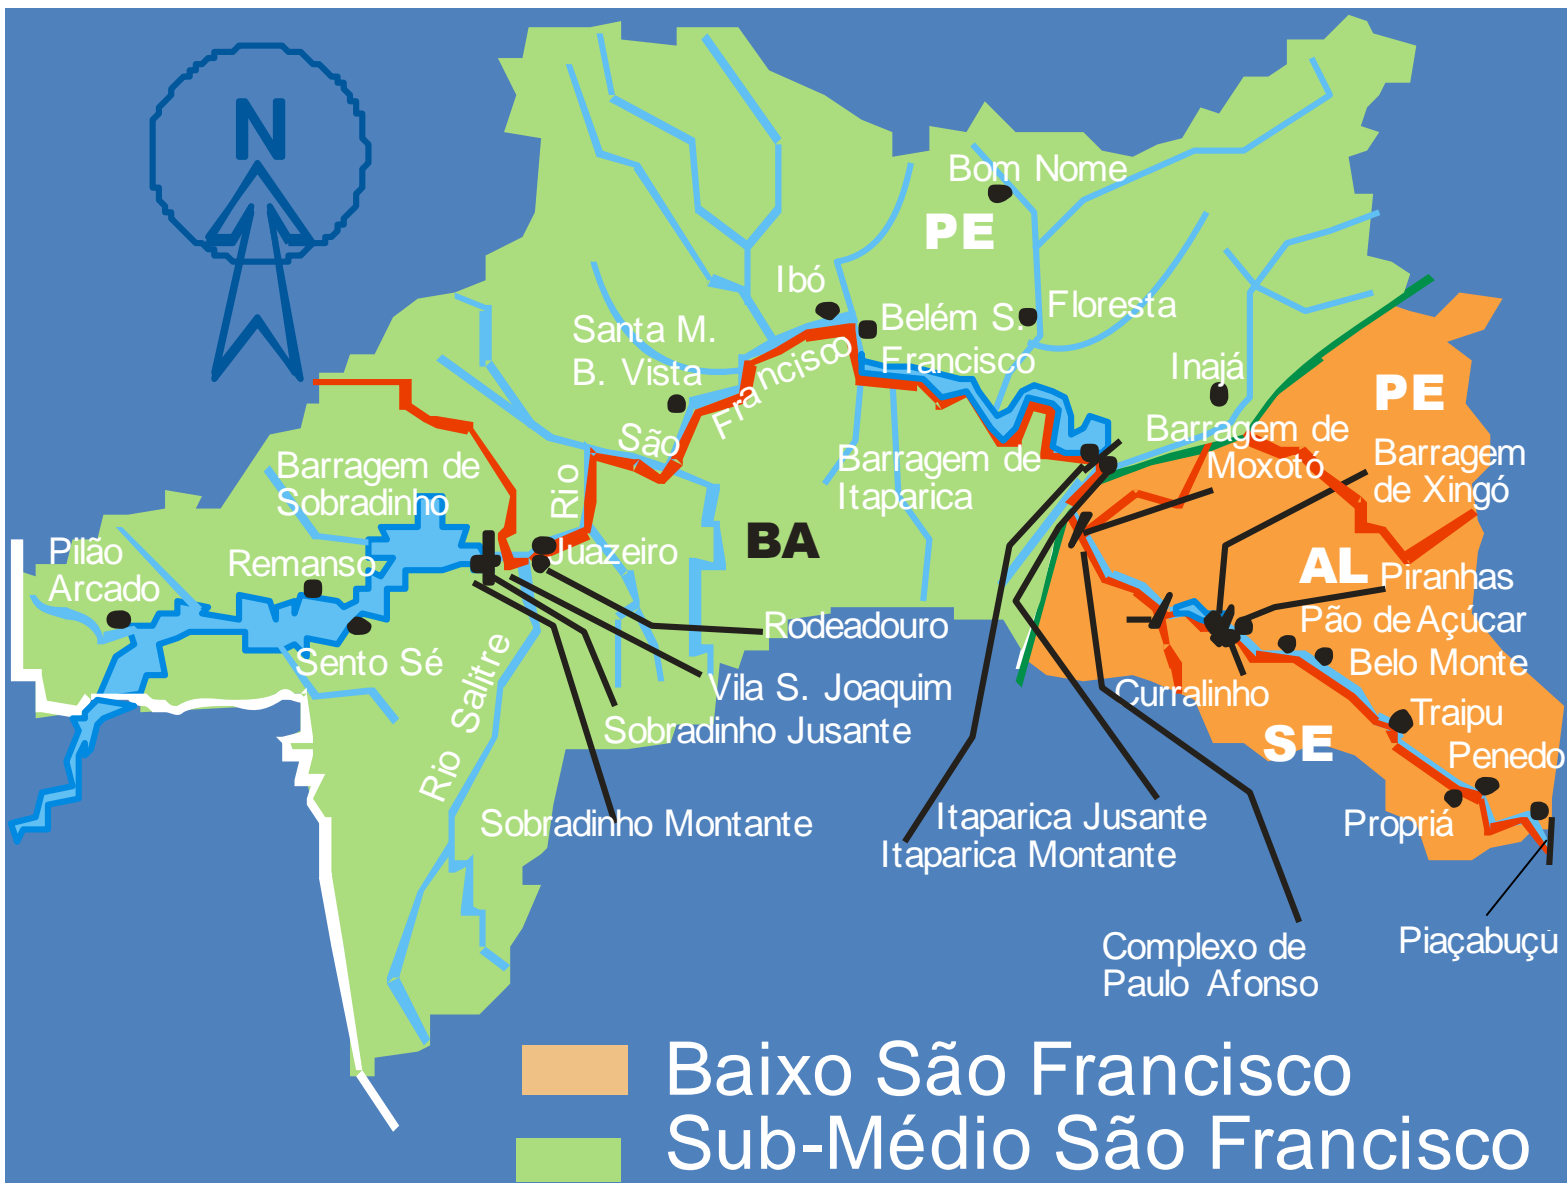 N
Bom Nome
PE
Ibó
Santa M.
B. Vista
Belém S.
Francisco
Floresta
Inajá
PE
Rio São Francisco
Barragem de
Sobradinho
Barragem de
Itaparica
Barragem de
Moxotó
Barragem
de Xingó
Pilão
Arcado
Remanso
Juazeiro
BA
AL
Piranhas
Pão de Açúcar
Belo Monte
Sento Sé
Rio Salitre
Rodeadouro
Vila S. Joaquim
Sobradinho Jusante
Curralinho
SE
Traipu
Penedo
Sobradinho Montante
Itaparica Jusante
Itaparica Montante
Propriá
Complexo de
Paulo Afonso
Piaçabuçú
Baixo São Francisco
Sub-Médio São Francisco